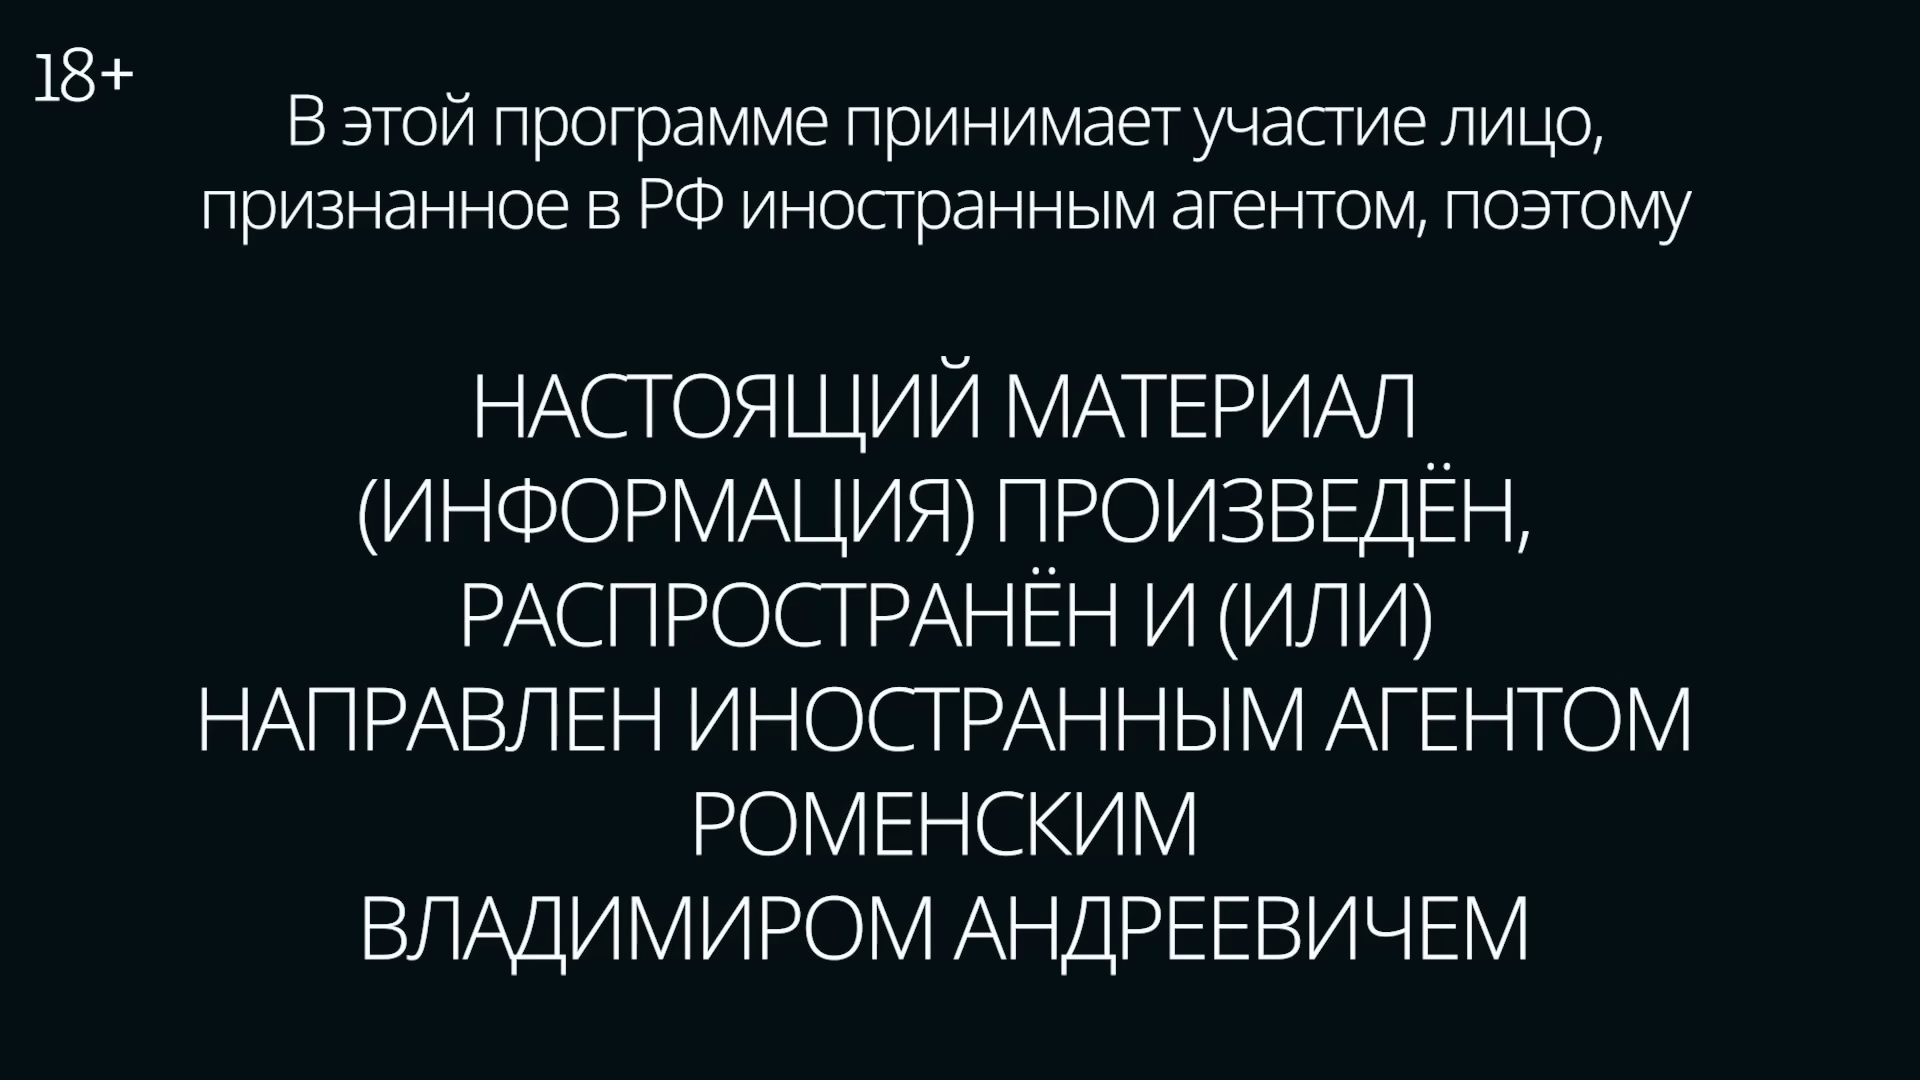 18+
В этой программе принимает участие лицо,
признанное в РФ иностранным агентом, поэтому
НАСТОЯЩИЙ МАТЕРИАЛ
(ИНФОРМАЦИЯ) ПРОИЗВЕДЁН,
РАСПРОСТРАНЁН И (ИЛИ)
НАПРАВЛЕН ИНОСТРАННЫМ АГЕНТОМ
РОМЕНСКИМ
ВЛАДИМИРОМ АНДРЕЕВИЧЕМ